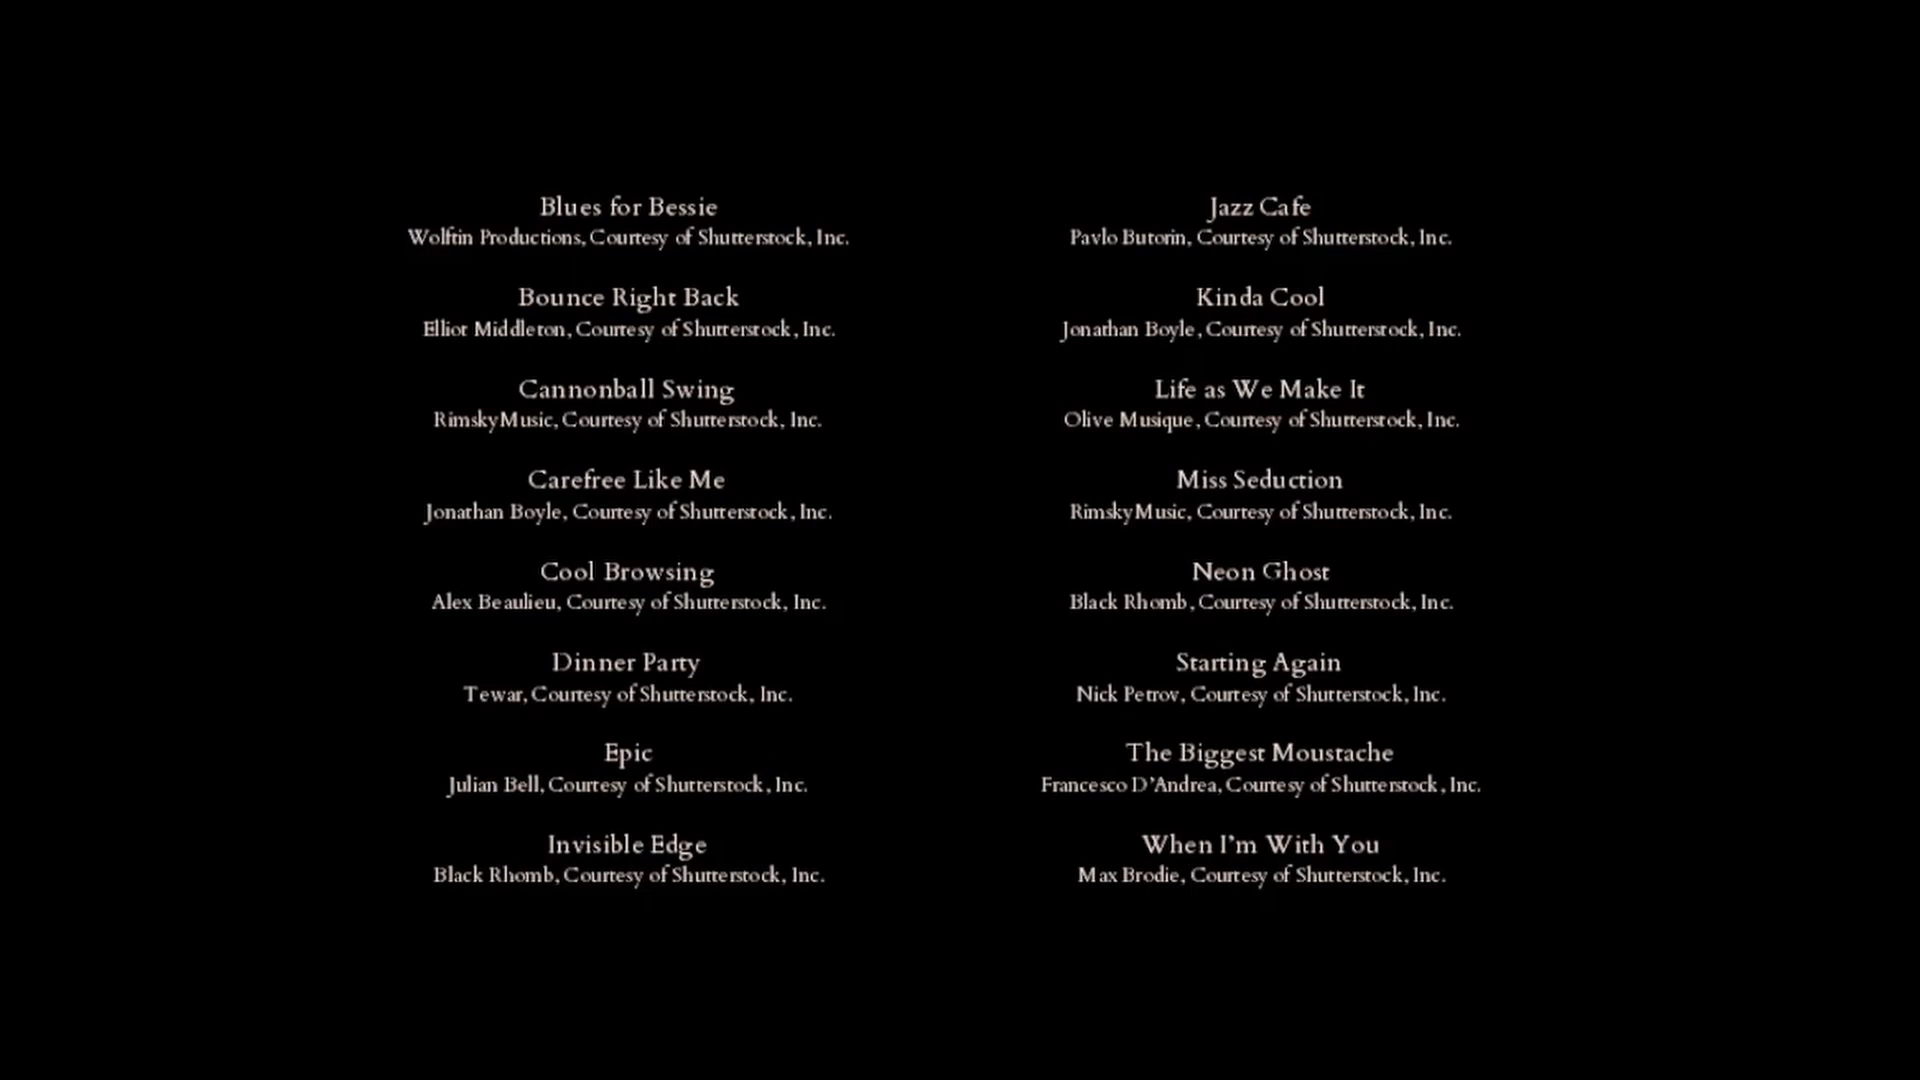 Blues for Bessie
Wolftin Productions, Courtesy of Shutterstock, Inc.
Bounce Right Back
Elliot Middleton, Courtesy of Shutterstock, Inc.
Cannonball Swing
RimskyMusic, Courtesy of Shutterstock, Inc.
Carefree Like Me
Jonathan Boyle, Courtesy of Shutterstock, Inc.
Cool Browsing
Alex Beaulieu, Courtesy of Shutterstock, Inc.
Dinner Party
Tewar, Courtesy of Shutterstock, Inc.
Epic
Julian Bell, Courtesy of Shutterstock, Inc.
Invisible Edge
Black Rhomb, Courtesy of Shutterstock, Inc.
Jazz Cafe
Pavlo Butorin, Courtesy of Shutterstock, Inc.
Kinda Cool
Jonathan Boyle, Courtesy of Shutterstock, Inc.
Life as We Make It
Olive Musique, Courtesy of Shutterstock, Inc.
Miss Seduction
RimskyMusic, Courtesy of Shutterstock, Inc.
Neon Ghost
Black Rhomb, Courtesy of Shutterstock, Inc.
Starting Again
Nick Petrov, Courtesy of Shutterstock, Inc.
The Biggest Moustache
Francesco D'Andrea, Courtesy of Shutterstock, Inc.
When I'm With You
Max Brodie, Courtesy of Shutterstock, Inc.